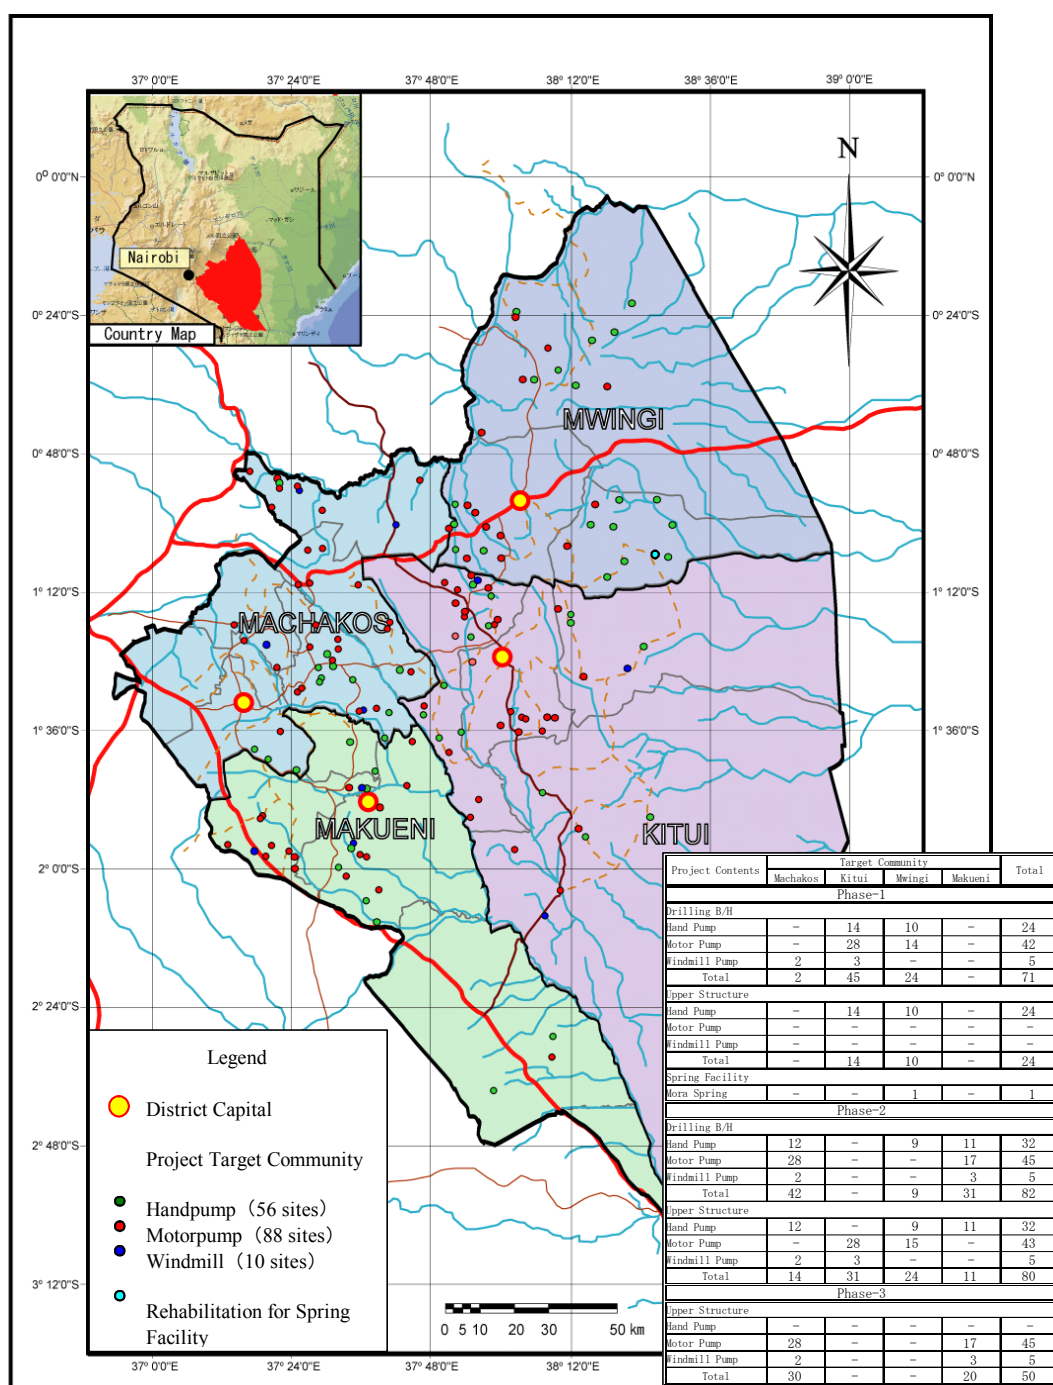 37° 0'0"E 37° 24'0"E 37° 48'0"E 38° 12'0"E 38° 36'0"E 39° 0'0"E
Nairobi
Country Map
N
0° 0'0"N 0° 0'0"N
0° 24'0"S 0° 24'0"S
MWINGI
0° 48'0"S 0° 48'0"S
1° 12'0"S 1° 12'0"S
MACHAKOS
1° 36'0"S 1° 36'0"S
MAKUENI
KITUI
2° 0'0"S
2° 24'0"S
2° 48'0"S
3° 12'0"S
Legend
District Capital
Project Target Community
Handpump (56 sites)
Motorpump (88 sites)
Windmill (10 sites)
Rehabilitation for Spring
Facility
0 5 10 20 30 50 km
37° 0'0"E 37° 24'0"E 37° 48'0"E 38° 12'0"E
Project Contents Target Community Total
Machakos Kitui Mwingi Makueni
Phase-1
Drilling B/H
Hand Pump - 14 10 - 24
Motor Pump - 28 14 - 42
Windmill Pump 2 3 - - 5
Total 2 45 24 - 71
Upper Structure
Hand Pump - 14 10 - 24
Motor Pump - - - - -
Windmill Pump - - - - -
Total - 14 10 - 24
Spring Facility
Mora Spring - - 1 - 1
Phase-2
Drilling B/H
Hand Pump 12 - 9 11 32
Motor Pump 28 - - 17 45
Windmill Pump 2 - - 3 5
Total 42 - 9 31 82
Upper Structure
Hand Pump 12 - 9 11 32
Motor Pump - 28 15 - 43
Windmill Pump 2 3 - - 5
Total 14 31 24 11 80
Phase-3
Upper Structure
Hand Pump - - - - -
Motor Pump 28 - - 17 45
Windmill Pump 2 - - 3 5
Total 30 - - 20 50